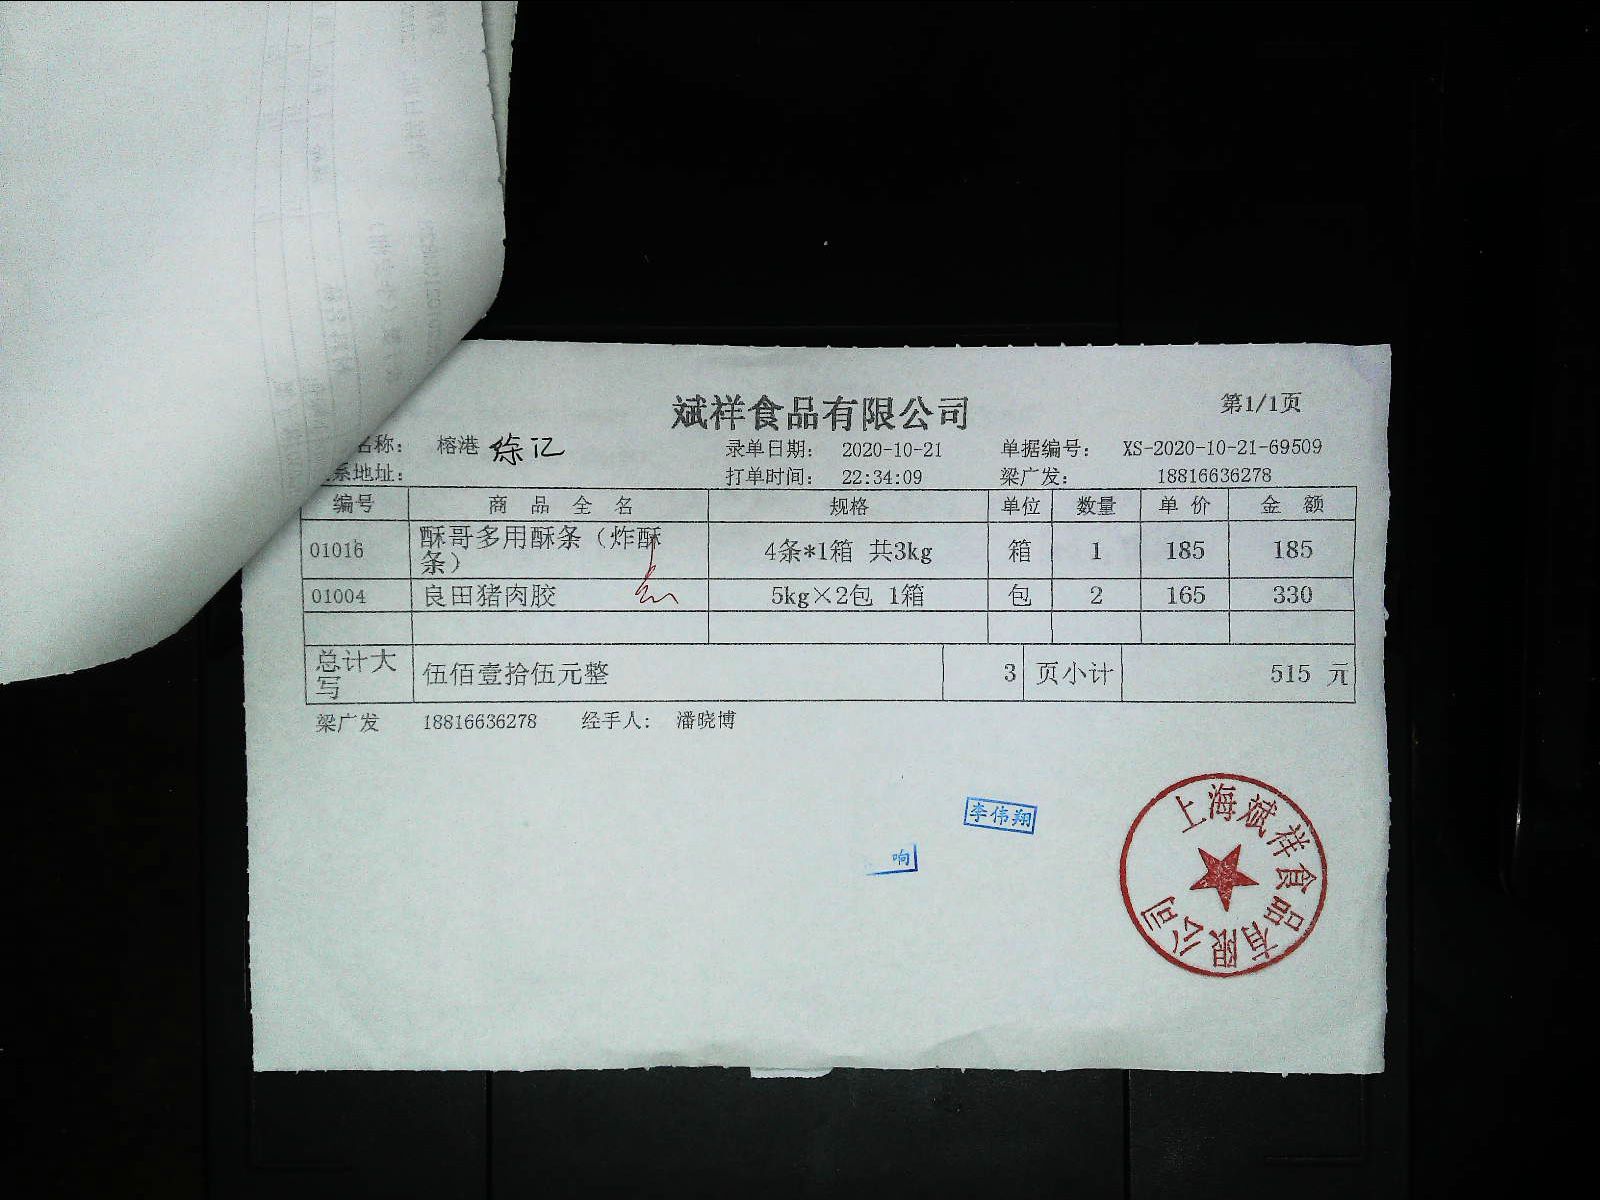 斌祥食品有限公司
第1/1页
名称： 榕港 徐记 录单日期： 2020-10-21 单据编号： XS-2020-10-21-69509
系地址： 打单时间： 22:34:09 梁广发： 18816636278
编号 商品全名 规格 单位 数量 单价 金额
01016 酥哥多用酥条（炸酥条） 4条*1箱 共3kg 箱 1 185 185
01004 良田猪肉胶 5kg×2包 1箱 包 2 165 330
总计大写 伍佰壹拾伍元整 3 页小计 515 元
梁广发 18816636278 经手人： 潘晓博
李伟翔
响
上海斌祥食品有限公司